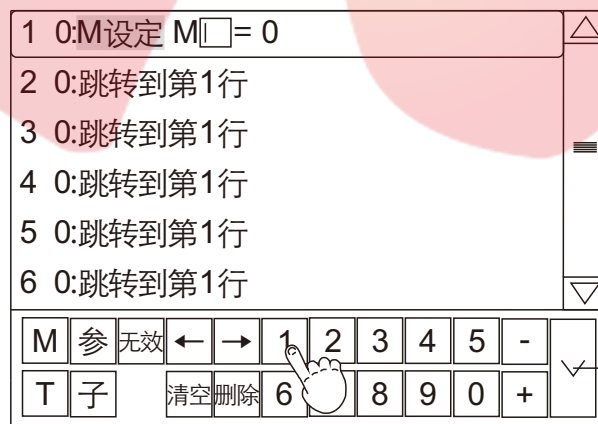 1 0:M设定 M = 0
2 0:跳转到第1行
3 0:跳转到第1行
4 0:跳转到第1行
5 0:跳转到第1行
6 0:跳转到第1行
M 参 无效 ← → 1 2 3 4 5 -
T 子 清空 删除 6 8 9 0 +